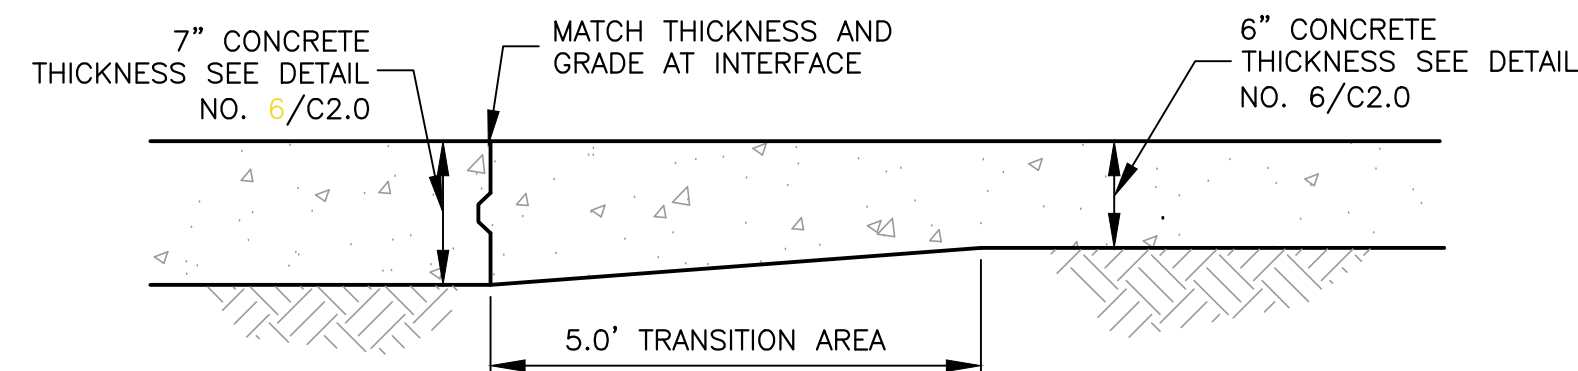 7” CONCRETE
THICKNESS SEE DETAIL
NO. 6/C2.0
MATCH THICKNESS AND
GRADE AT INTERFACE
6” CONCRETE
THICKNESS SEE DETAIL
NO. 6/C2.0
5.0’ TRANSITION AREA